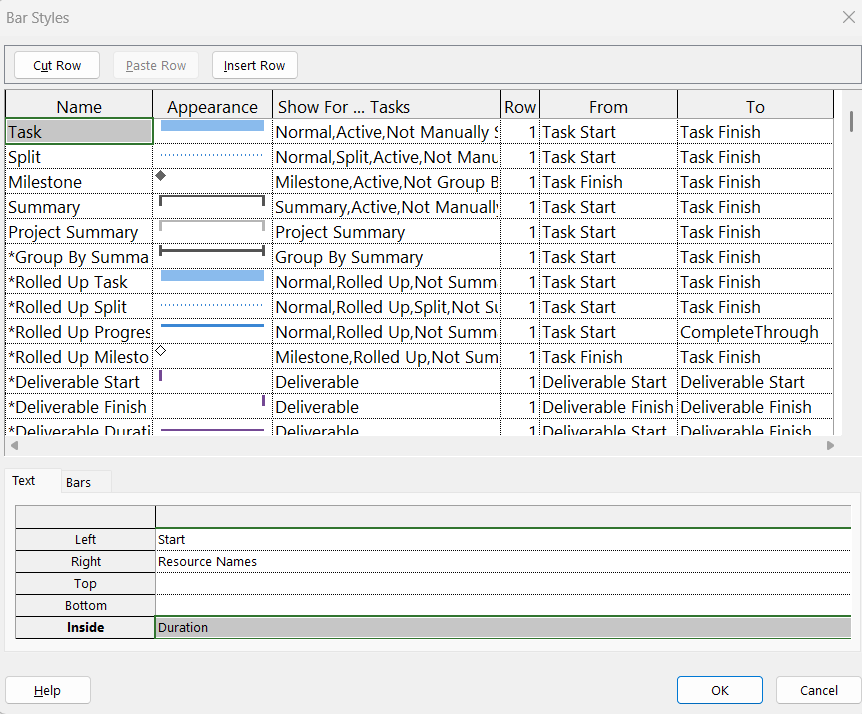 Bar Styles
Cut Row Paste Row Insert Row
Name Appearance Show For ... Tasks Row From To
Task Normal,Active,Not Manually S 1 Task Start Task Finish
Split Normal,Split,Active,Not Manu 1 Task Start Task Finish
Milestone Milestone,Active,Not Group B 1 Task Finish Task Finish
Summary Summary,Active,Not Manually 1 Task Start Task Finish
Project Summary Project Summary 1 Task Start Task Finish
*Group By Summa Group By Summary 1 Task Start Task Finish
*Rolled Up Task Normal,Rolled Up,Not Summ 1 Task Start Task Finish
*Rolled Up Split Normal,Rolled Up,Split,Not Su 1 Task Start Task Finish
*Rolled Up Progres Normal,Rolled Up,Not Summ 1 Task Start CompleteThrough
*Rolled Up Milesto Milestone,Rolled Up,Not Sum 1 Task Finish Task Finish
*Deliverable Start Deliverable 1 Deliverable Start Deliverable Start
*Deliverable Finish Deliverable 1 Deliverable Finish Deliverable Finish
*Deliverable Durati Deliverable 1 Deliverable Start Deliverable Finish
Text Bars
Left Start
Right Resource Names
Top
Bottom
Inside Duration
Help OK Cancel